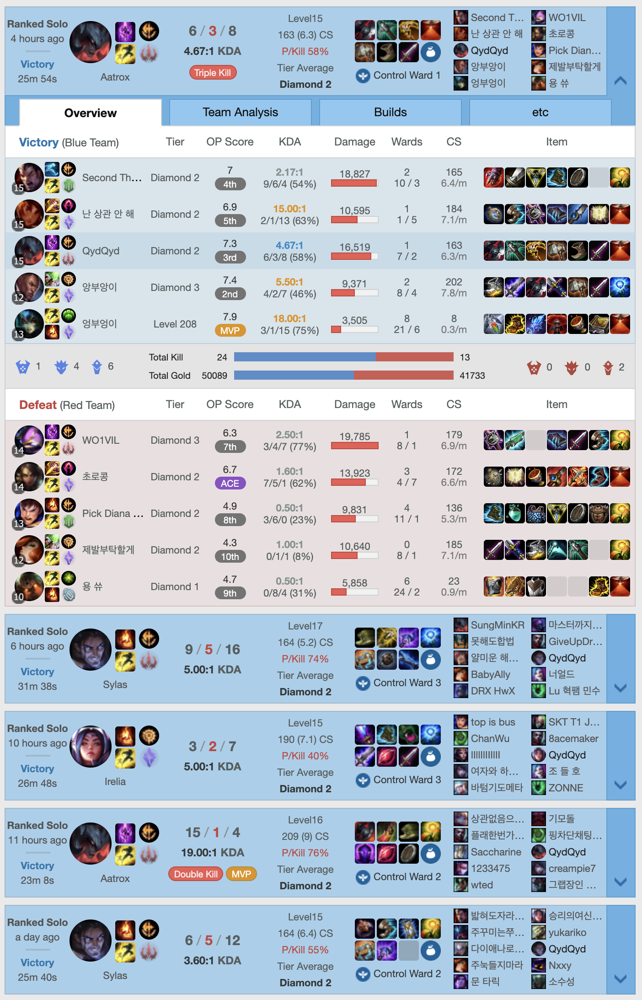 Ranked Solo
4 hours ago
Victory
25m 54s
Aatrox
6 / 3 / 8
4.67:1 KDA
Triple Kill
Level15
163 (6.3) CS
P/Kill 58%
Tier Average
Diamond 2
Control Ward 1
Second T...
난 상관 안 해
QydQyd
앙부앙이
엉부엉이
WO1VIL
초로콩
Pick Dian...
제발부탁할게
용 쓔
Overview
Team Analysis
Builds
etc
Victory (Blue Team) Tier OP Score KDA Damage Wards CS Item
15 Second Th... Diamond 2 7 4th 2.17:1 9/6/4 (54%) 18,827 2 10 / 3 165 6.4/m
15 난 상관 안 해 Diamond 2 6.9 5th 15.00:1 2/1/13 (63%) 10,595 1 1 / 5 184 7.1/m
15 QydQyd Diamond 2 7.3 3rd 4.67:1 6/3/8 (58%) 16,519 1 7 / 2 163 6.3/m
12 앙부앙이 Diamond 3 7.4 2nd 5.50:1 4/2/7 (46%) 9,371 2 8 / 4 202 7.8/m
13 엉부엉이 Level 208 7.9 MVP 18.00:1 3/1/15 (75%) 3,505 8 21 / 6 8 0.3/m
1 4 6
Total Kill 24 13
Total Gold 50089 41733
0 0 2
Defeat (Red Team) Tier OP Score KDA Damage Wards CS Item
14 WO1VIL Diamond 3 6.3 7th 2.50:1 3/4/7 (77%) 19,785 1 8 / 1 179 6.9/m
14 초로콩 Diamond 2 6.7 ACE 1.60:1 7/5/1 (62%) 13,923 3 4 / 7 172 6.6/m
13 Pick Diana ... Diamond 2 4.9 8th 0.50:1 3/6/0 (23%) 9,831 4 11 / 1 136 5.3/m
12 제발부탁할게 Diamond 2 4.3 10th 1.00:1 0/1/1 (8%) 10,640 0 8 / 1 185 7.1/m
10 용 쓔 Diamond 1 4.7 9th 0.50:1 0/8/4 (31%) 5,858 6 24 / 2 23 0.9/m
Ranked Solo
6 hours ago
Victory
31m 38s
Sylas
9 / 5 / 16
5.00:1 KDA
Level17
164 (5.2) CS
P/Kill 74%
Tier Average
Diamond 2
Control Ward 3
SungMinKR
못해도합법
얄미운 해...
BabyAlly
DRX HwX
마스터까지...
GiveUpDr...
QydQyd
너얼드
Lu 혁팸 민수
Ranked Solo
10 hours ago
Victory
26m 48s
Irelia
3 / 2 / 7
5.00:1 KDA
Level15
190 (7.1) CS
P/Kill 40%
Tier Average
Diamond 2
Control Ward 3
top is bus
ChanWu
여자와 하...
바텀기도메타
SKT T1 J...
8acemaker
QydQyd
조 들 호
ZONNE
Ranked Solo
11 hours ago
Victory
23m 8s
Aatrox
15 / 1 / 4
19.00:1 KDA
Double Kill
MVP
Level16
209 (9) CS
P/Kill 76%
Tier Average
Diamond 2
Control Ward 2
상관없음으...
플래한번가...
Saccharine
1233475
wted
기모돌
핑차단채팅...
QydQyd
creampie7
그랩장인 ...
Ranked Solo
a day ago
Victory
25m 40s
Sylas
6 / 5 / 12
3.60:1 KDA
Level15
164 (6.4) CS
P/Kill 55%
Tier Average
Diamond 2
Control Ward 2
밟혀도자라...
주꾸미는쭈...
다이애나로...
주눅들지마라
문 타릭
승리의여신...
yukariko
QydQyd
Nxxy
소수성